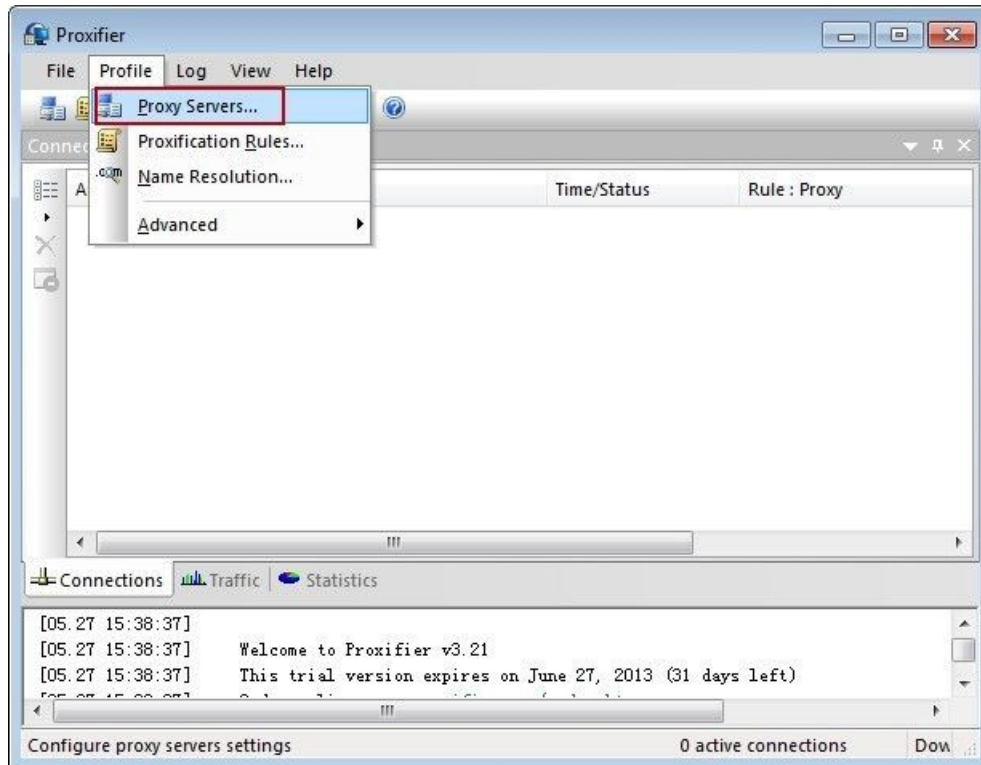 Proxifier
File Profile Log View Help
Proxy Servers...
Connec
Proxification Rules...
.com
Name Resolution...
A
Time/Status Rule : Proxy
Advanced
Connections Traffic Statistics
[05.27 15:38:37]
[05.27 15:38:37] Welcome to Proxifier v3.21
[05.27 15:38:37] This trial version expires on June 27, 2013 (31 days left)
Configure proxy servers settings 0 active connections Dow